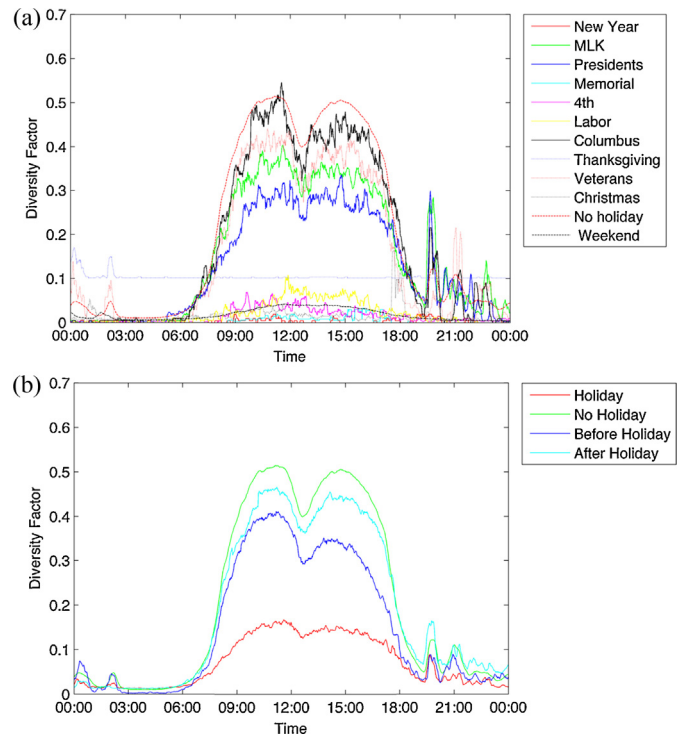 (a)
0.7
0.6
0.5
0.4
0.3
0.2
0.1
0
Diversity Factor
00:00 03:00 06:00 09:00 12:00 15:00 18:00 21:00 00:00
Time
New Year
MLK
Presidents
Memorial
4th
Labor
Columbus
Thanksgiving
Veterans
Christmas
No holiday
Weekend
(b)
0.7
0.6
0.5
0.4
0.3
0.2
0.1
0
Diversity Factor
00:00 03:00 06:00 09:00 12:00 15:00 18:00 21:00 00:00
Time
Holiday
No Holiday
Before Holiday
After Holiday